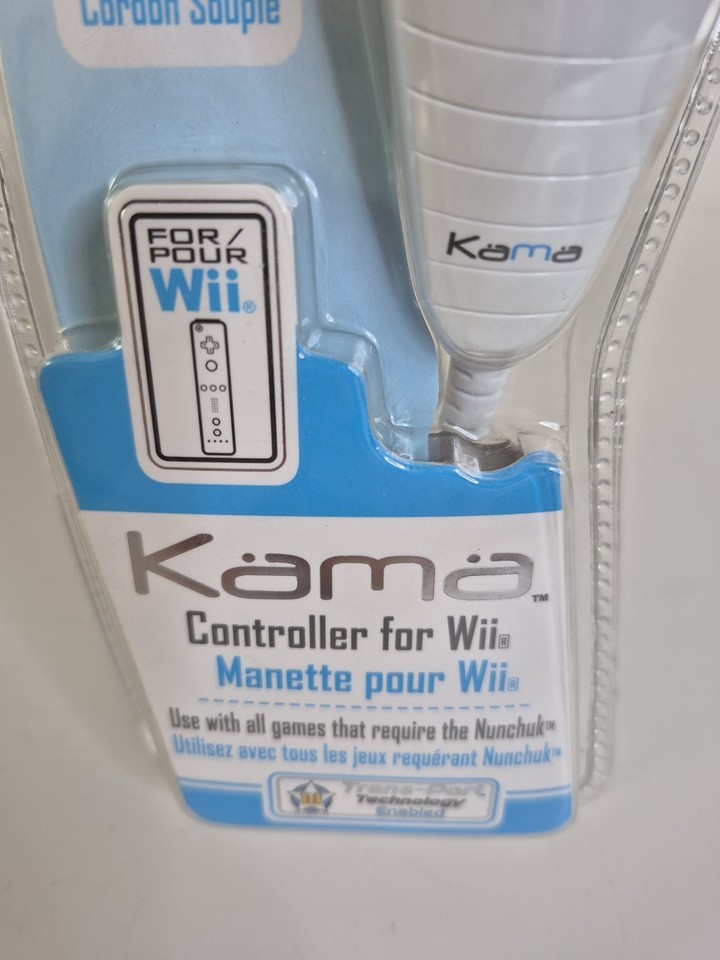 Cordon Souple
Kama
FOR/
POUR
Wii®
Kama™
Controller for Wii®
Manette pour Wii®
Use with all games that require the Nunchuk™
Utilisez avec tous les jeux requérant Nunchuk™
Trans-Port
Technology
Enabled